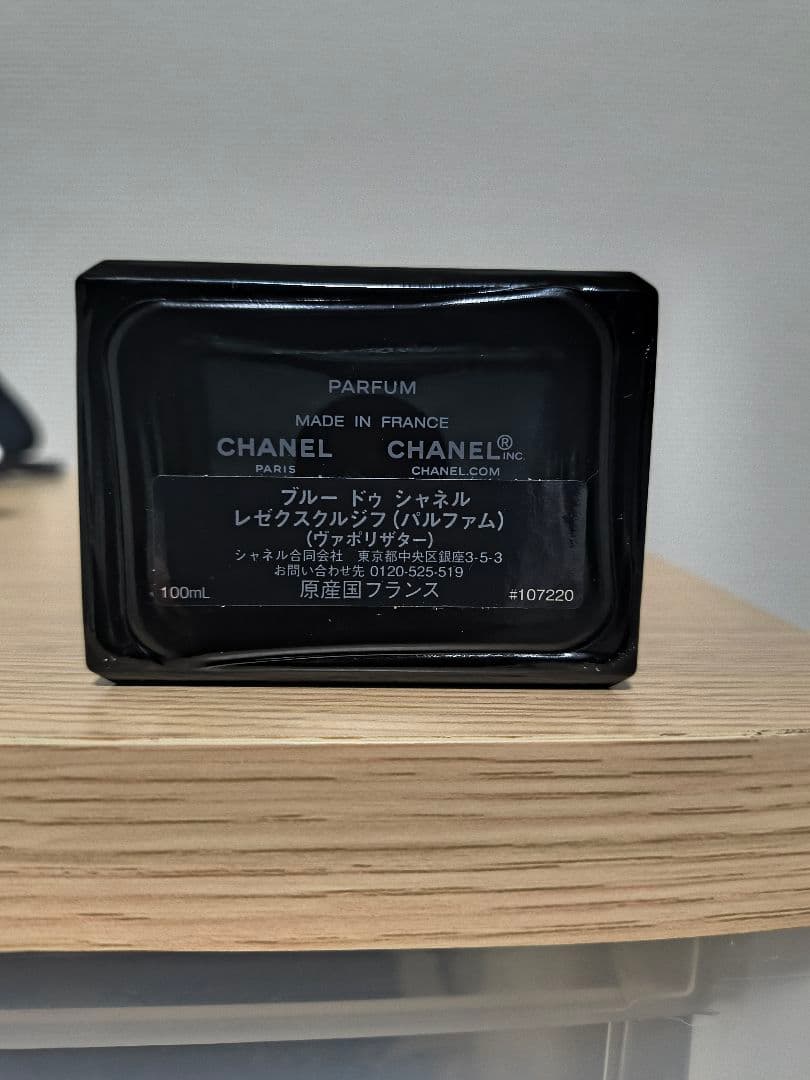 PARFUM
MADE IN FRANCE
CHANEL CHANEL® INC.
PARIS CHANEL.COM
ブルー ドゥ シャネル
レゼクスクルジフ(パルファム)
(ヴァポリザター)
シャネル合同会社 東京都中央区銀座3-5-3
お問い合わせ先 0120-525-519
100mL 原産国フランス #107220